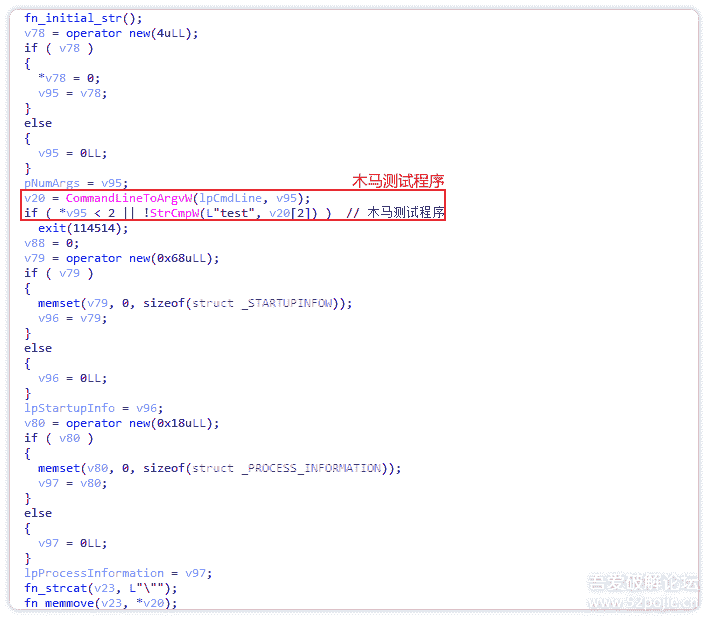 fn_initial_str();
v78 = operator new(4uLL);
if ( v78 )
{
*v78 = 0;
v95 = v78;
}
else
{
v95 = 0LL;
}
pNumArgs = v95;
木马测试程序
v20 = CommandLineToArgvW(lpCmdLine, v95);
if ( *v95 < 2 || !StrCmpW(L"test", v20[2]) ) // 木马测试程序
exit(114514);
v88 = 0;
v79 = operator new(0x68uLL);
if ( v79 )
{
memset(v79, 0, sizeof(struct _STARTUPINFOW));
v96 = v79;
}
else
{
v96 = 0LL;
}
lpStartupInfo = v96;
v80 = operator new(0x18uLL);
if ( v80 )
{
memset(v80, 0, sizeof(struct _PROCESS_INFORMATION));
v97 = v80;
}
else
{
v97 = 0LL;
}
lpProcessInformation = v97;
fn_strcat(v23, L"\"");
fn_memmove(v23, *v20);
吾爱破解论坛
www.52pojie.cn